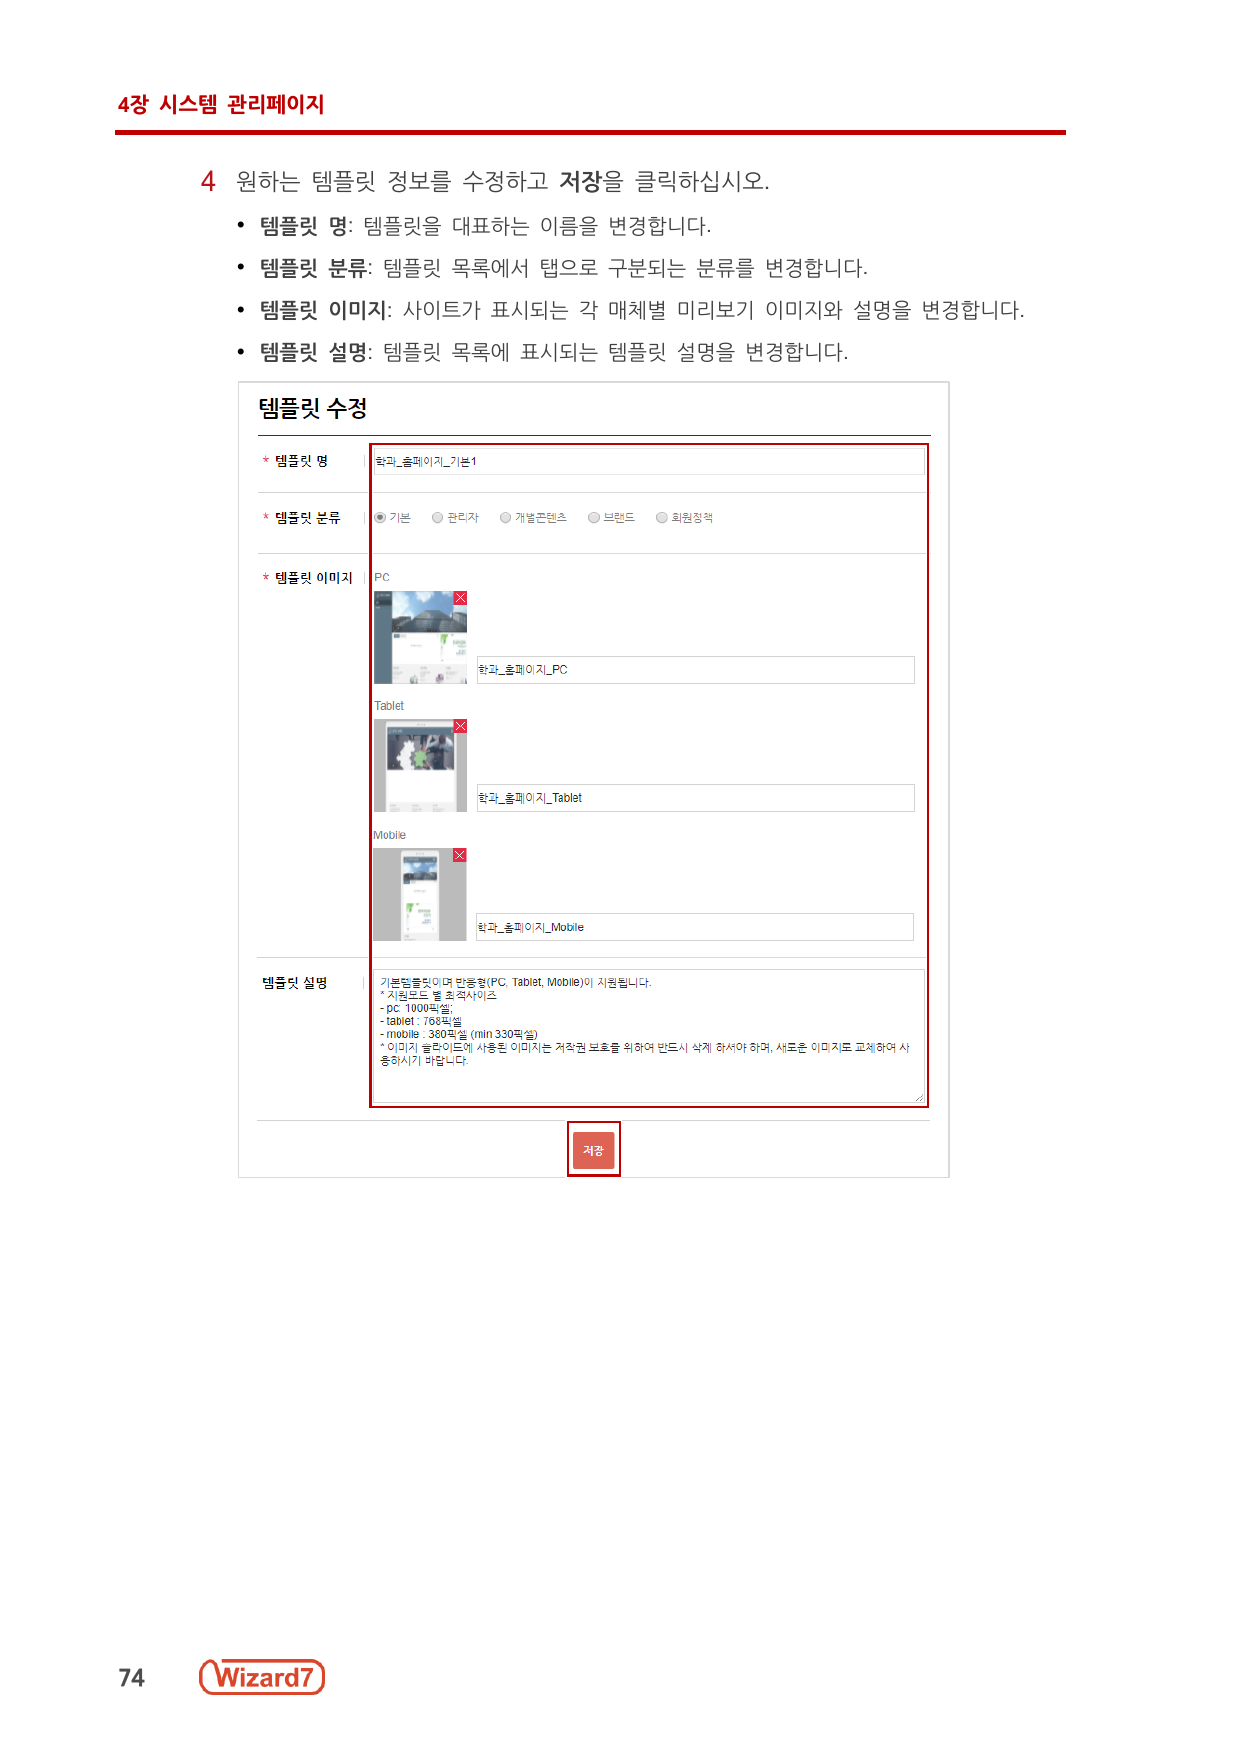 4장 시스템 관리페이지
4 원하는 템플릿 정보를 수정하고 저장을 클릭하십시오.
• 템플릿 명: 템플릿을 대표하는 이름을 변경합니다.
• 템플릿 분류: 템플릿 목록에서 탭으로 구분되는 분류를 변경합니다.
• 템플릿 이미지: 사이트가 표시되는 각 매체별 미리보기 이미지와 설명을 변경합니다.
• 템플릿 설명: 템플릿 목록에 표시되는 템플릿 설명을 변경합니다.
템플릿 수정
* 템플릿 명 학과_홈페이지_기본1
* 템플릿 분류 기본 관리자 개별콘텐츠 브랜드 회원정책
* 템플릿 이미지 PC
학과_홈페이지_PC
Tablet
학과_홈페이지_Tablet
Mobile
학과_홈페이지_Mobile
템플릿 설명 기본템플릿이며 반응형(PC, Tablet, Mobile)이 지원됩니다.
* 지원모드 별 최적사이즈
- pc: 1000픽셀;
- tablet : 768픽셀
- mobile : 380픽셀 (min 330픽셀)
* 이미지 슬라이드에 사용된 이미지는 저작권 보호를 위하여 반드시 삭제 하셔야 하며, 새로운 이미지로 교체하여 사
용하시기 바랍니다.
저장
74 Wizard7